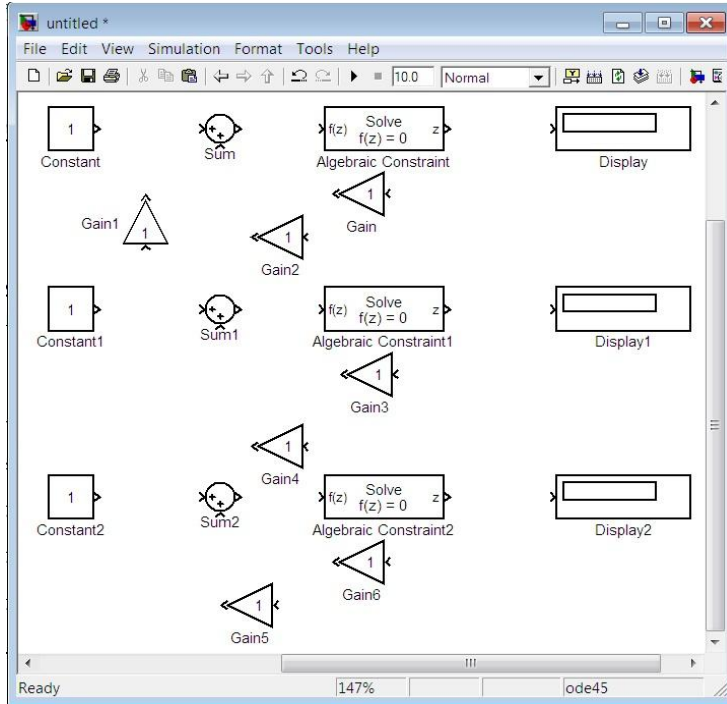 untitled *
File Edit View Simulation Format Tools Help
10.0 Normal
1 Solve
f(z) f(z) = 0 z
Constant Sum Algebraic Constraint Display
1
Gain
Gain1 1
1
Gain2
1 Solve
f(z) f(z) = 0 z
Constant1 Sum1 Algebraic Constraint1 Display1
1
Gain3
1
Gain4
1 Solve
f(z) f(z) = 0 z
Constant2 Sum2 Algebraic Constraint2 Display2
1
Gain6
1
Gain5
Ready 147% ode45